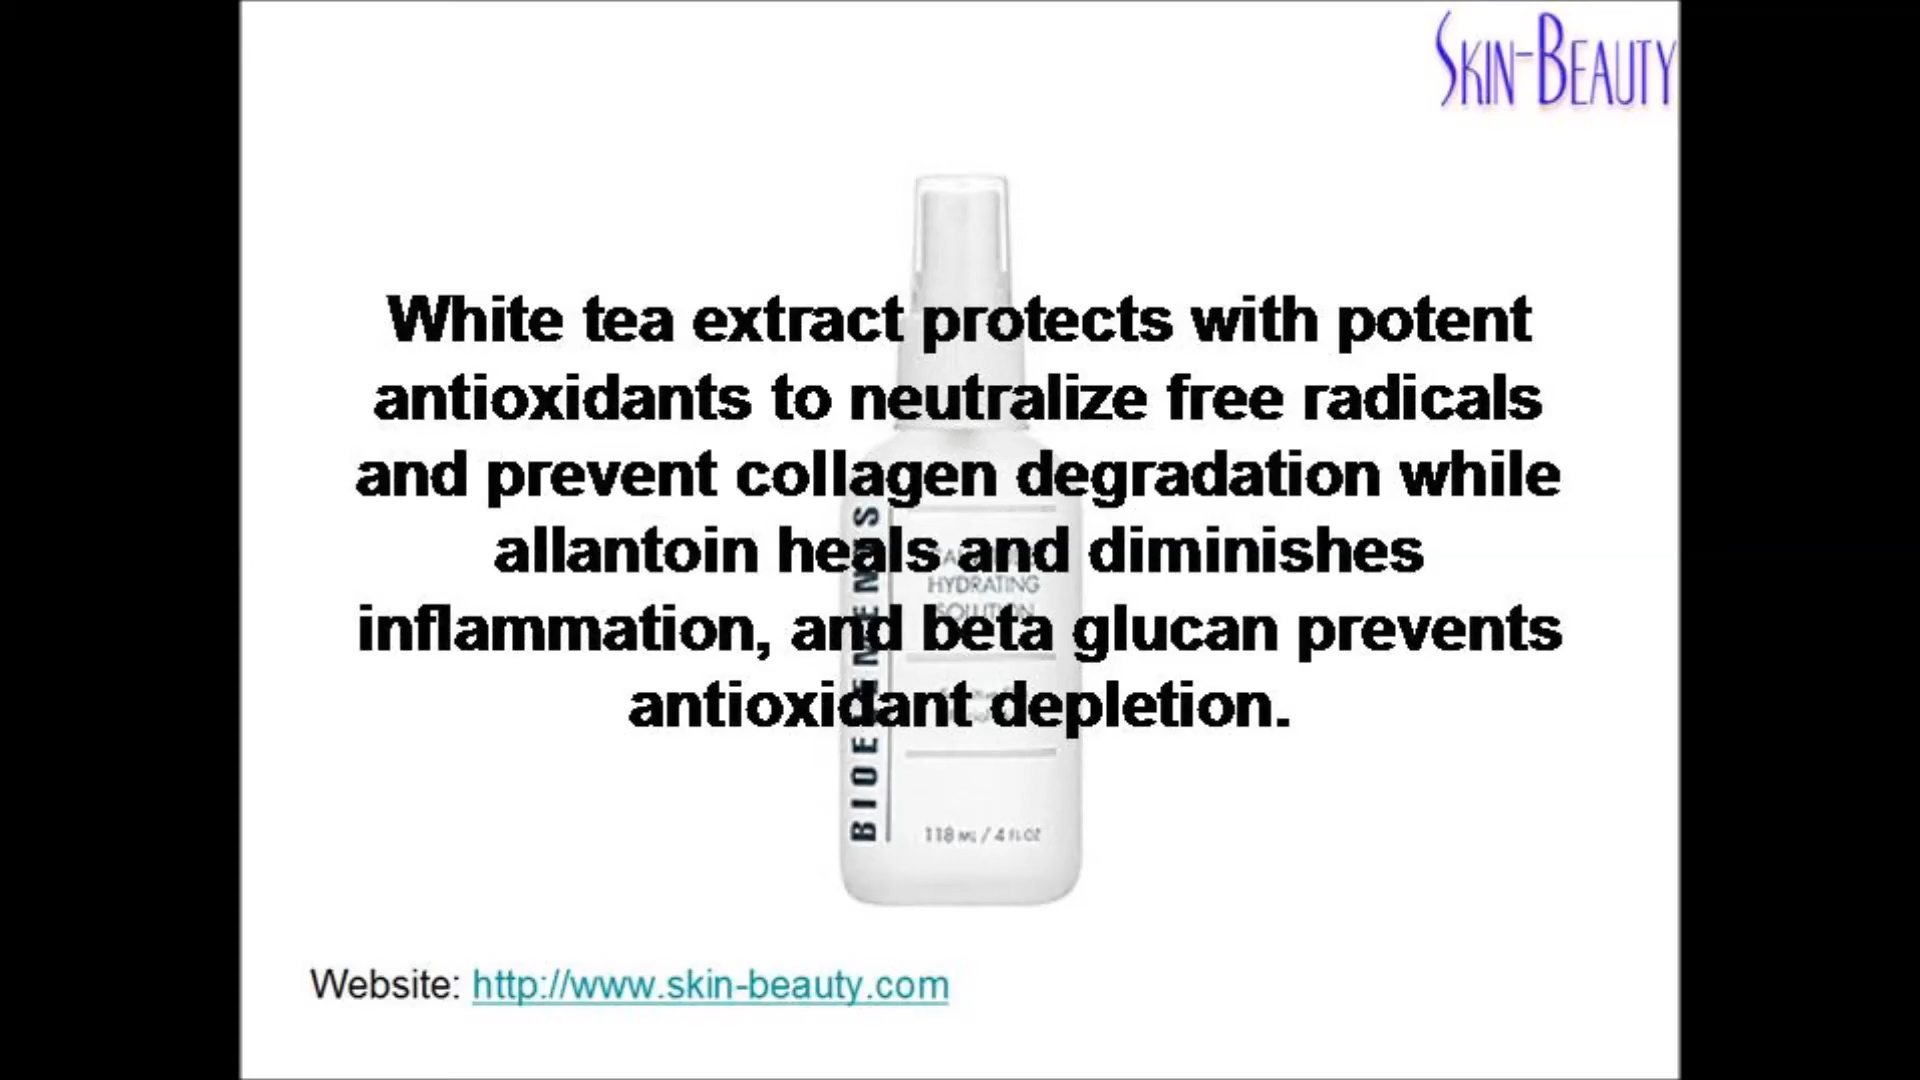 SKIN-BEAUTY
White tea extract protects with potent
antioxidants to neutralize free radicals
and prevent collagen degradation while
allantoin heals and diminishes
inflammation, and beta glucan prevents
antioxidant depletion.
HYDRATING
SOLUTION
BIOELEMENTS
118 ML / 4 FL OZ
Website: http://www.skin-beauty.com